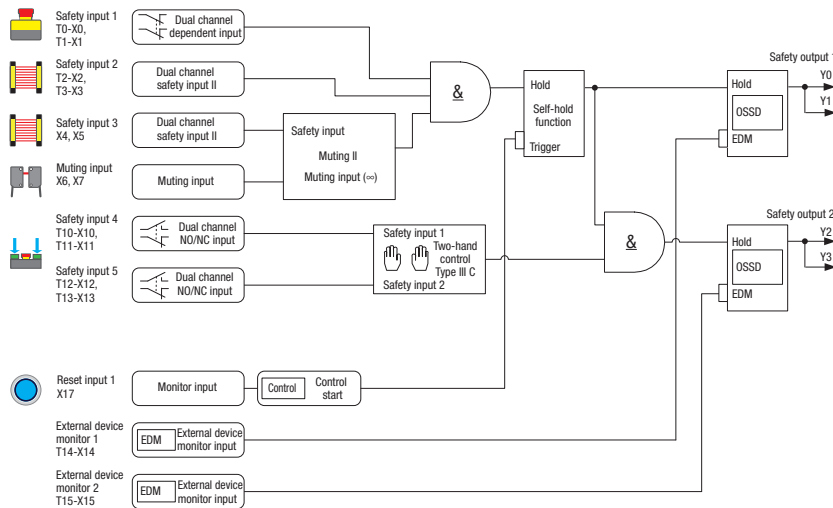 Safety input 1
T0-X0,
T1-X1
Dual channel
dependent input
Safety input 2
T2-X2,
T3-X3
Dual channel
safety input II
Safety input 3
X4, X5
Dual channel
safety input II
Muting input
X6, X7
Muting input
Safety input
Muting II
Muting input (∞)
&
Hold
Self-hold
function
Trigger
Safety output 1
Hold
OSSD
EDM
Y0
Y1
Safety input 4
T10-X10,
T11-X11
Dual channel
NO/NC input
Safety input 5
T12-X12,
T13-X13
Dual channel
NO/NC input
Safety input 1
Two-hand
control
Type III C
Safety input 2
&
Safety output 2
Hold
OSSD
EDM
Y2
Y3
Reset input 1
X17
Monitor input
Control
Control
start
External device
monitor 1
T14-X14
EDM
External device
monitor input
External device
monitor 2
T15-X15
EDM
External device
monitor input